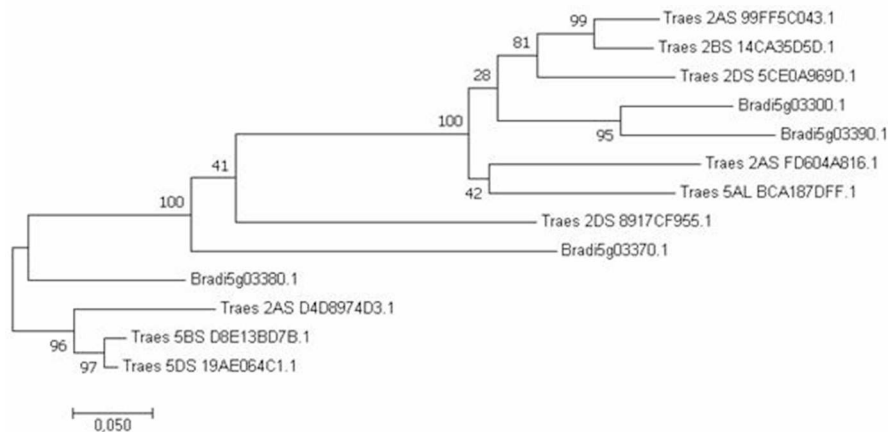 99
Traes 2AS 99FF5C043.1
81
Traes 2BS 14CA35D5D.1
28
Traes 2DS 5CE0A969D.1
Bradi5g03300.1
100
95
Bradi5g03390.1
41
Traes 2AS FD604A816.1
42
Traes 5AL BCA187DFF.1
100
Traes 2DS 8917CF955.1
Bradi5g03370.1
Bradi5g03380.1
Traes 2AS D4D8974D3.1
96
Traes 5BS D8E13BD7B.1
97
Traes 5DS 19AE064C1.1
0,050